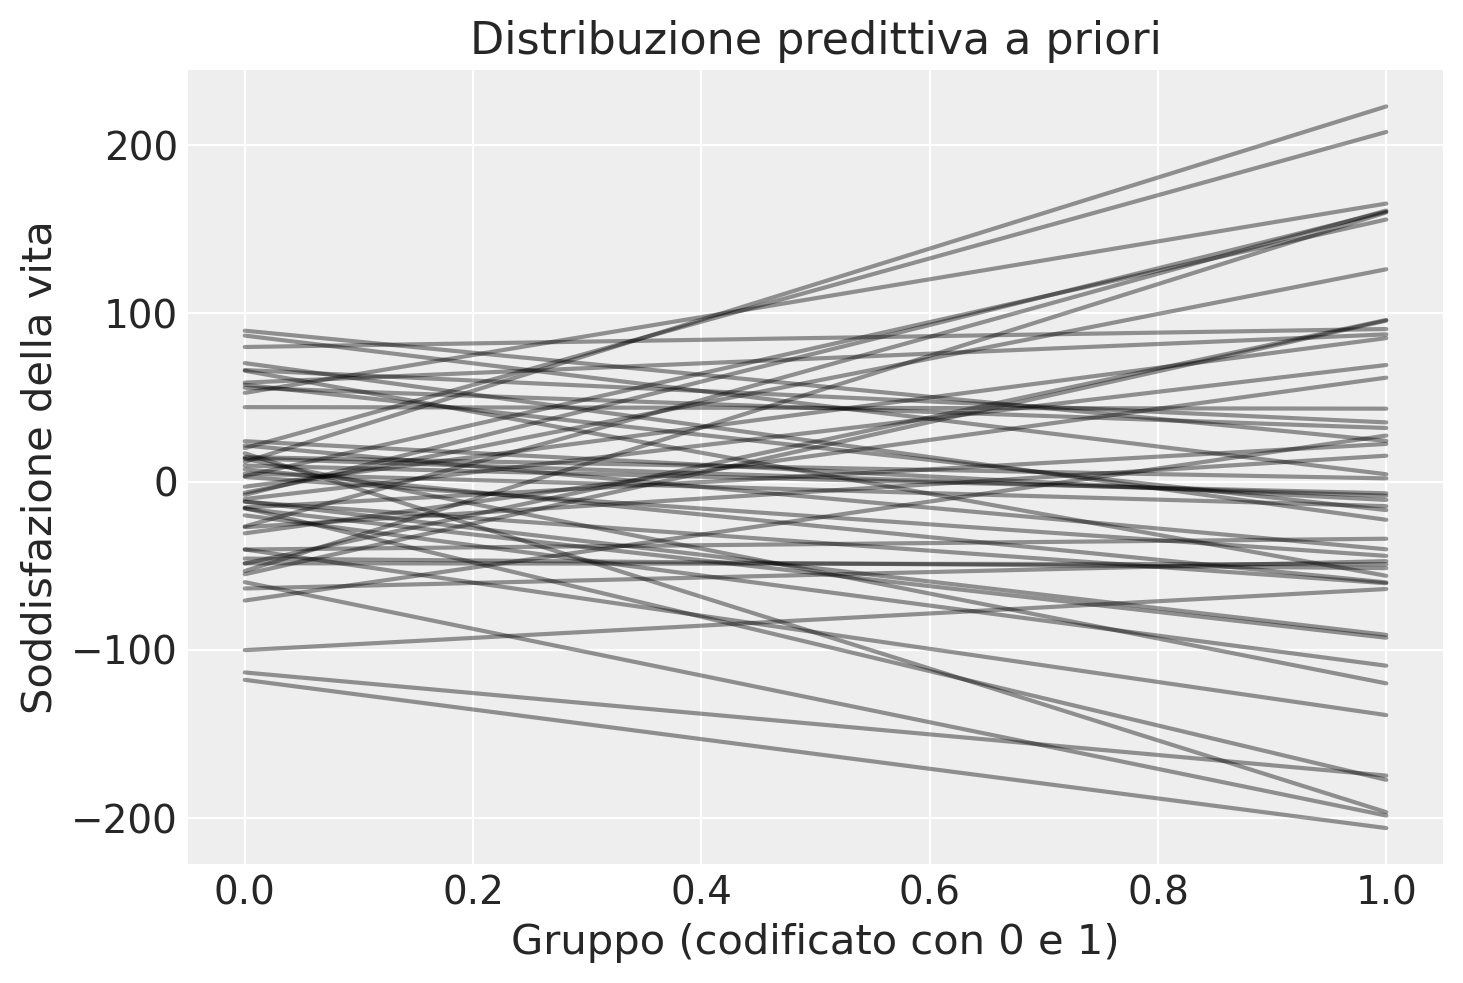 Distribuzione predittiva a priori
Soddisfazione della vita
200
100
0
−100
−200
0.0 0.2 0.4 0.6 0.8 1.0
Gruppo (codificato con 0 e 1)